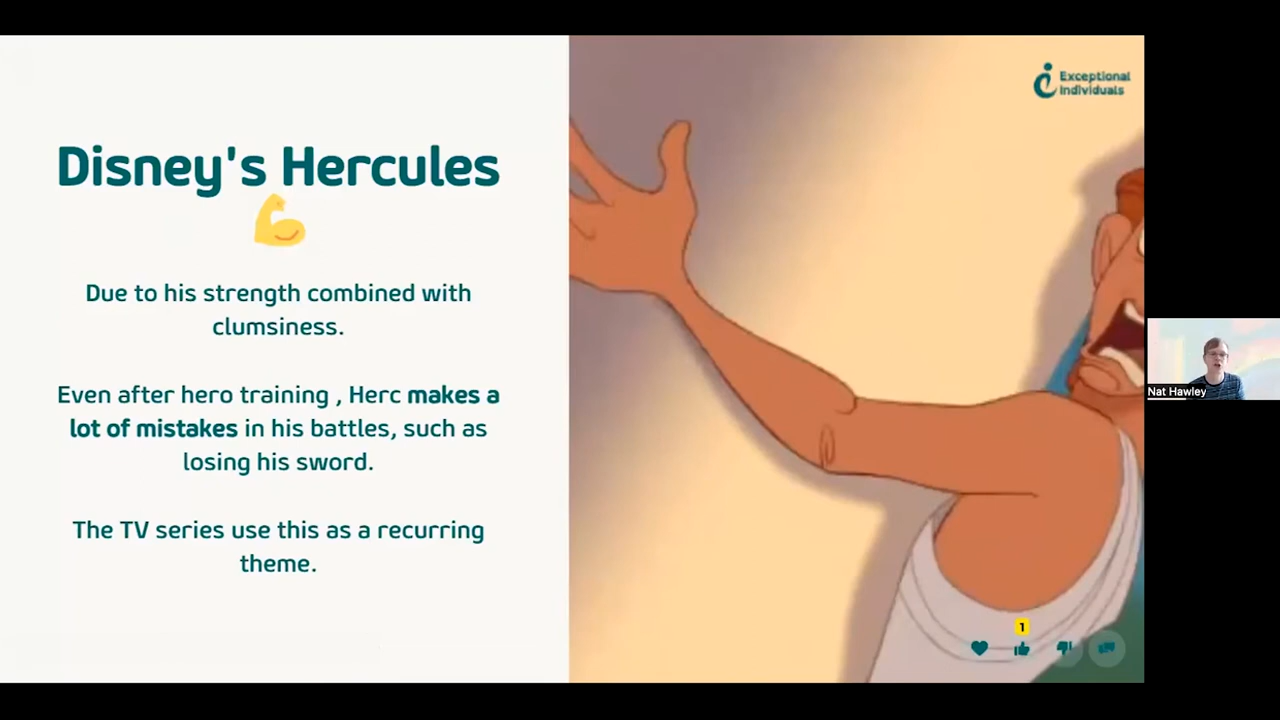 Disney's Hercules
Due to his strength combined with
clumsiness.
Even after hero training , Herc makes a
lot of mistakes in his battles, such as
losing his sword.
The TV series use this as a recurring
theme.
Exceptional
Individuals
1
Nat Hawley